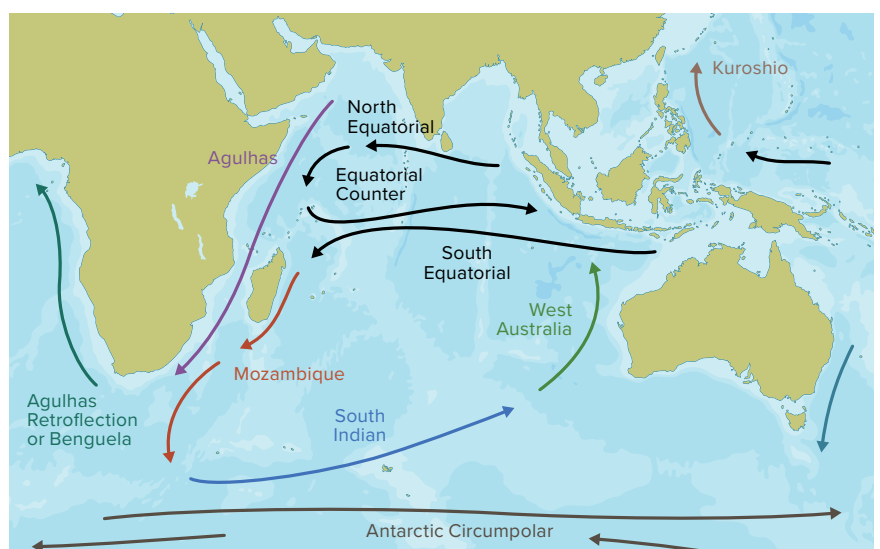 Kuroshio
North
Equatorial
Agulhas
Equatorial
Counter
South
Equatorial
West
Australia
Mozambique
Agulhas
Retroflection
or Benguela
South
Indian
Antarctic Circumpolar